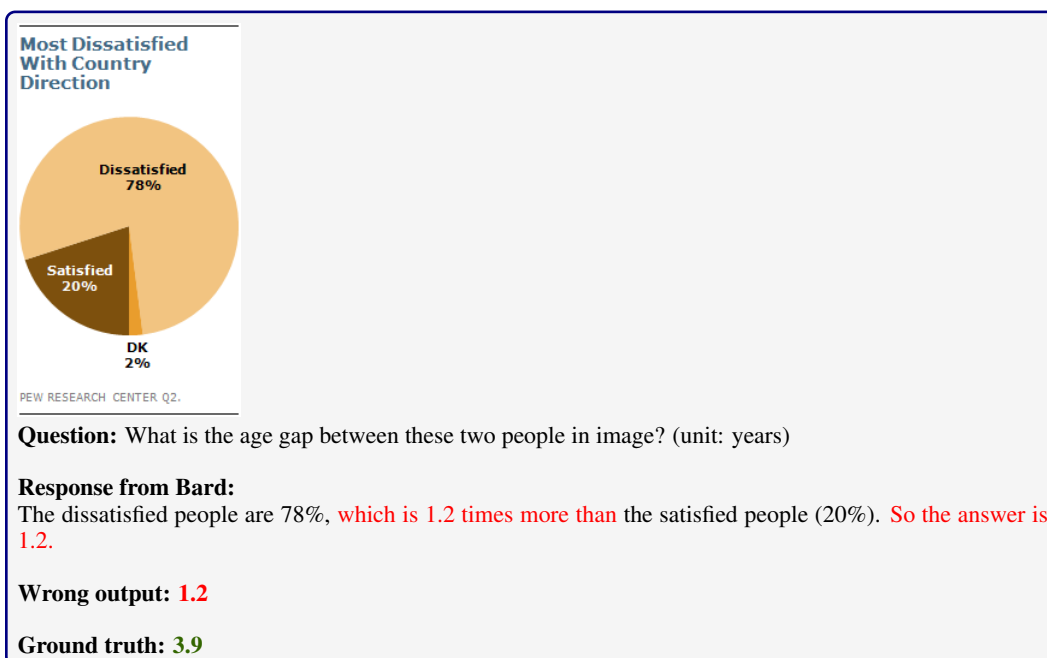 Most Dissatisfied
With Country
Direction
Dissatisfied
78%
Satisfied
20%
DK
2%
PEW RESEARCH CENTER Q2.
Question: What is the age gap between these two people in image? (unit: years)
Response from Bard:
The dissatisfied people are 78%, which is 1.2 times more than the satisfied people (20%). So the answer is
1.2.
Wrong output: 1.2
Ground truth: 3.9